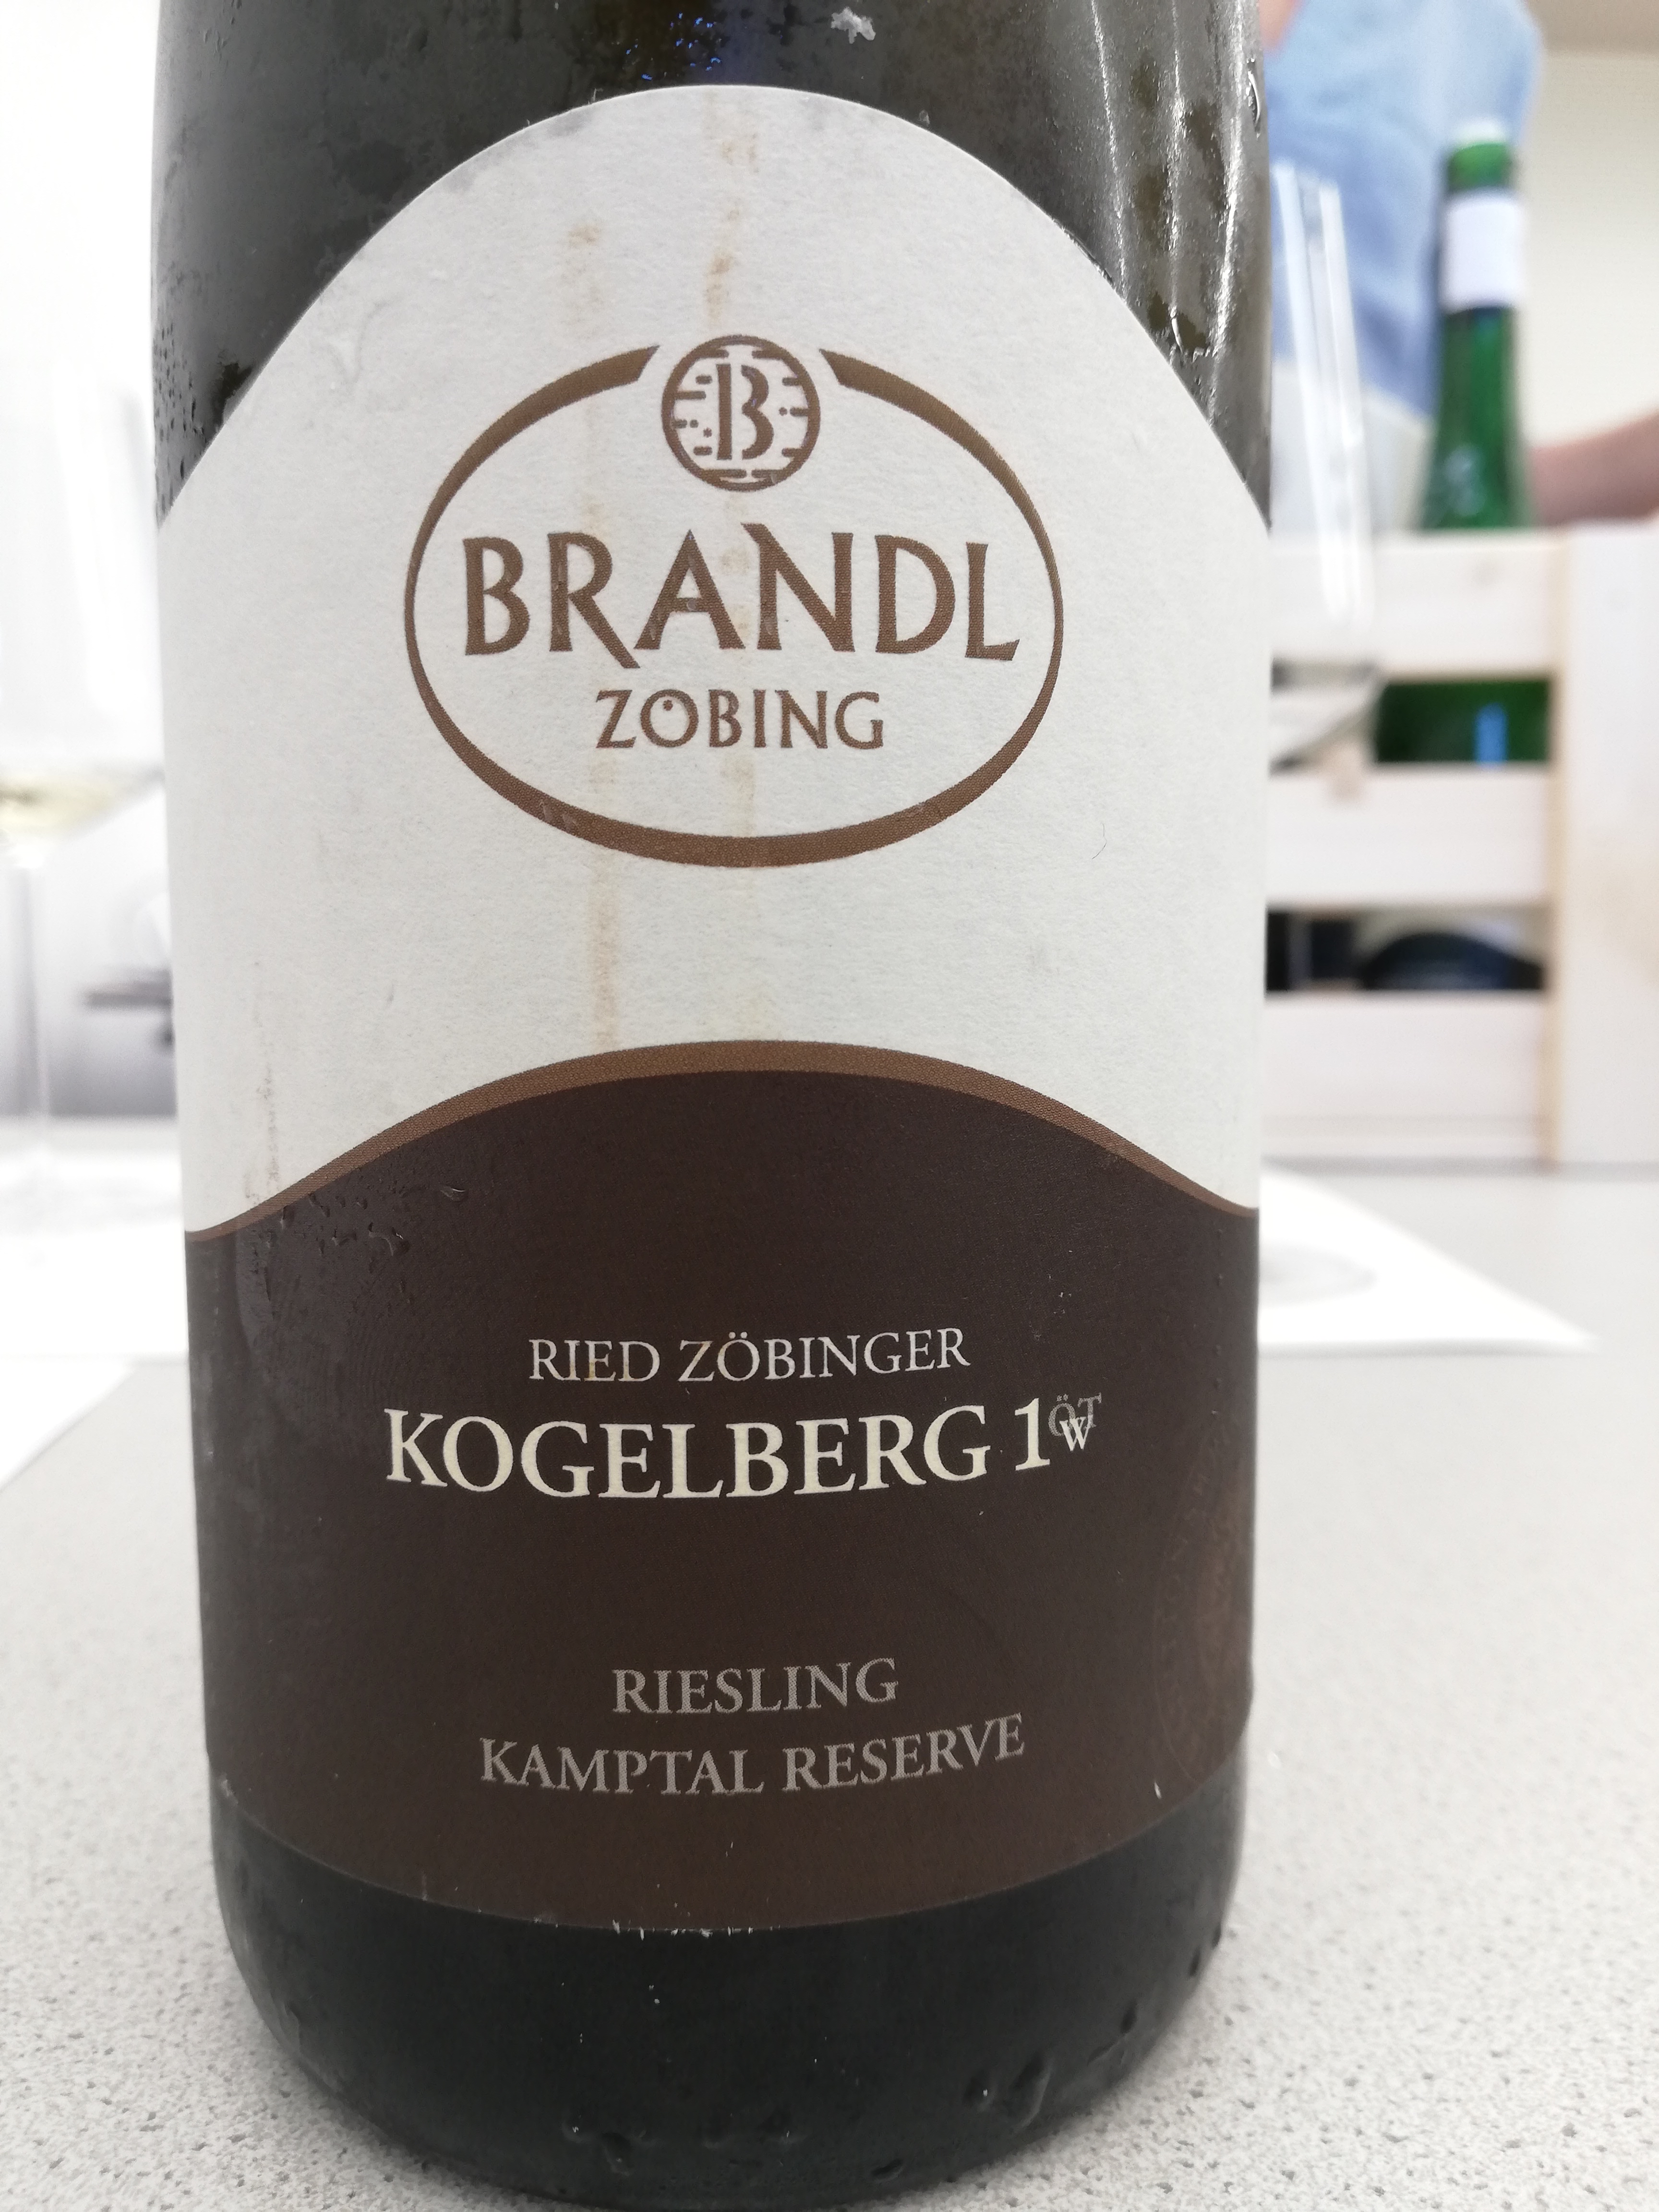 B
BRANDL
ZÖBING
RIED ZÖBINGER
KOGELBERG 1ÖTW
RIESLING
KAMPTAL RESERVE